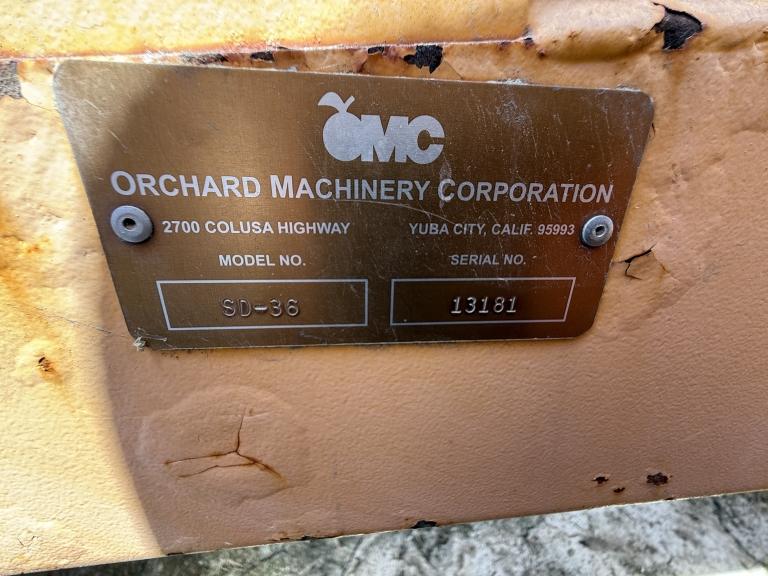 OMC
ORCHARD MACHINERY CORPORATION
2700 COLUSA HIGHWAY YUBA CITY, CALIF. 95993
MODEL NO. SERIAL NO.
SD-36 13181